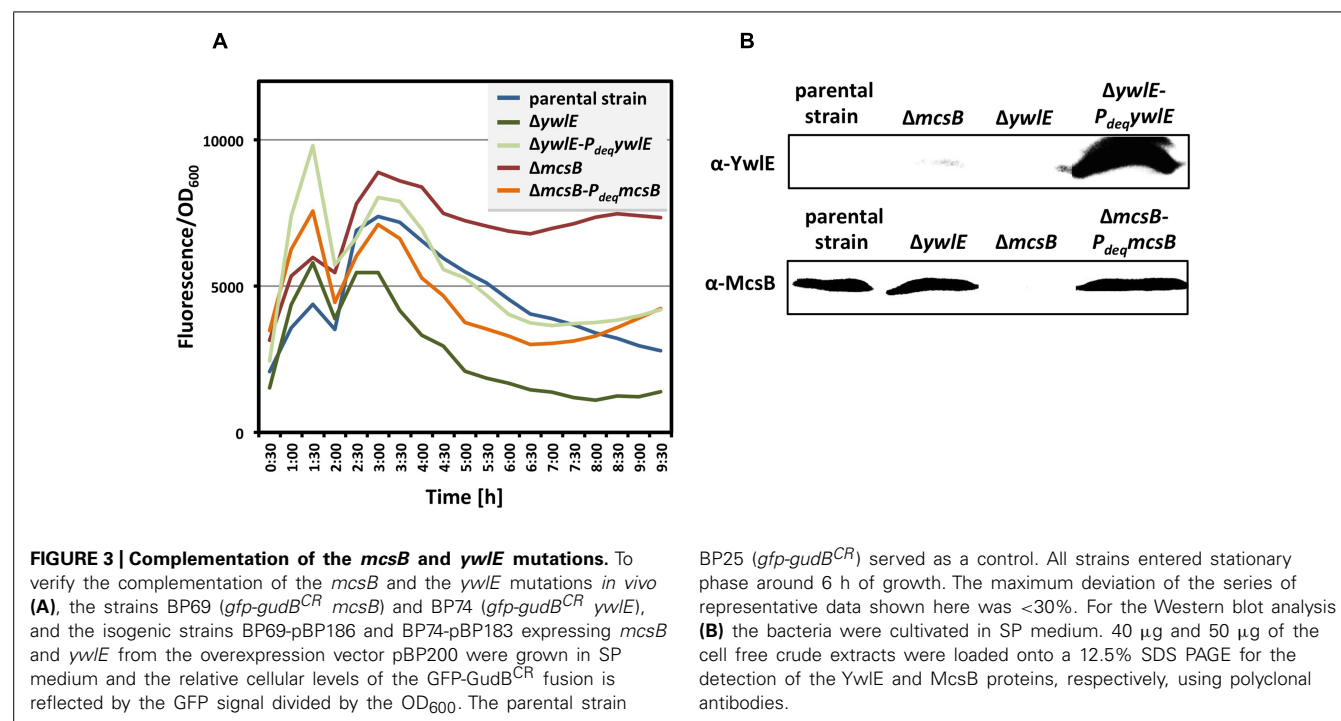 A
B
parental strain
ΔywlE
ΔywlE-PdeqywlE
ΔmcsB
ΔmcsB-PdeqmcsB
10000
5000
0
Fluorescence/OD600
0:30
1:00
1:30
2:00
2:30
3:00
3:30
4:00
4:30
5:00
5:30
6:00
6:30
7:00
7:30
8:00
8:30
9:00
9:30
Time [h]
parental
strain
ΔmcsB
ΔywlE
ΔywlE-
PdeqywlE
α-YwlE
parental
strain
ΔywlE
ΔmcsB
ΔmcsB-
PdeqmcsB
α-McsB
FIGURE 3 | Complementation of the mcsB and ywlE mutations. To
verify the complementation of the mcsB and the ywlE mutations in vivo
(A), the strains BP69 (gfp-gudBCR mcsB) and BP74 (gfp-gudBCR ywlE),
and the isogenic strains BP69-pBP186 and BP74-pBP183 expressing mcsB
and ywlE from the overexpression vector pBP200 were grown in SP
medium and the relative cellular levels of the GFP-GudBCR fusion is
reflected by the GFP signal divided by the OD600. The parental strain
BP25 (gfp-gudBCR) served as a control. All strains entered stationary
phase around 6 h of growth. The maximum deviation of the series of
representative data shown here was <30%. For the Western blot analysis
(B) the bacteria were cultivated in SP medium. 40 μg and 50 μg of the
cell free crude extracts were loaded onto a 12.5% SDS PAGE for the
detection of the YwlE and McsB proteins, respectively, using polyclonal
antibodies.